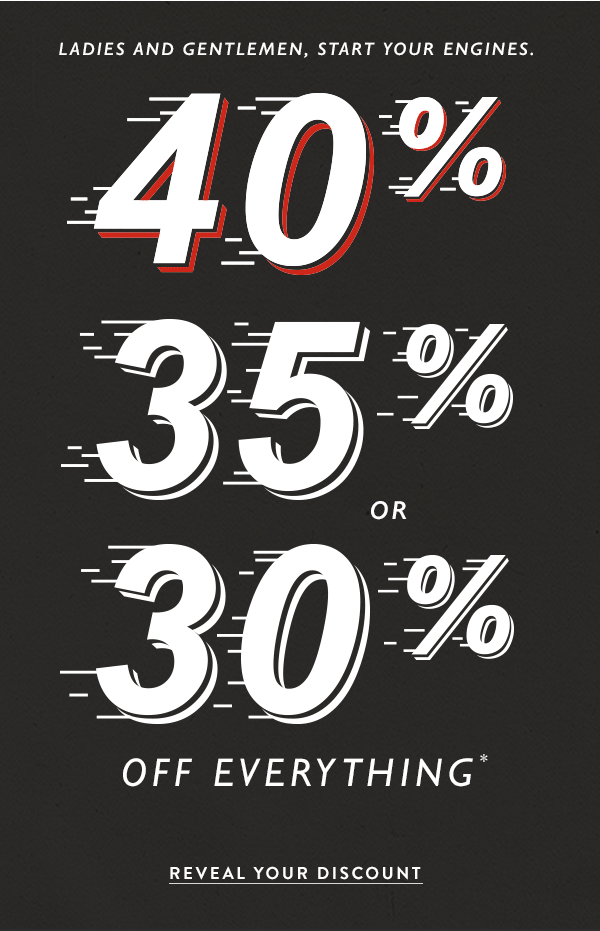 LADIES AND GENTLEMEN, START YOUR ENGINES.
40%
35%
OR
30%
OFF EVERYTHING*
REVEAL YOUR DISCOUNT